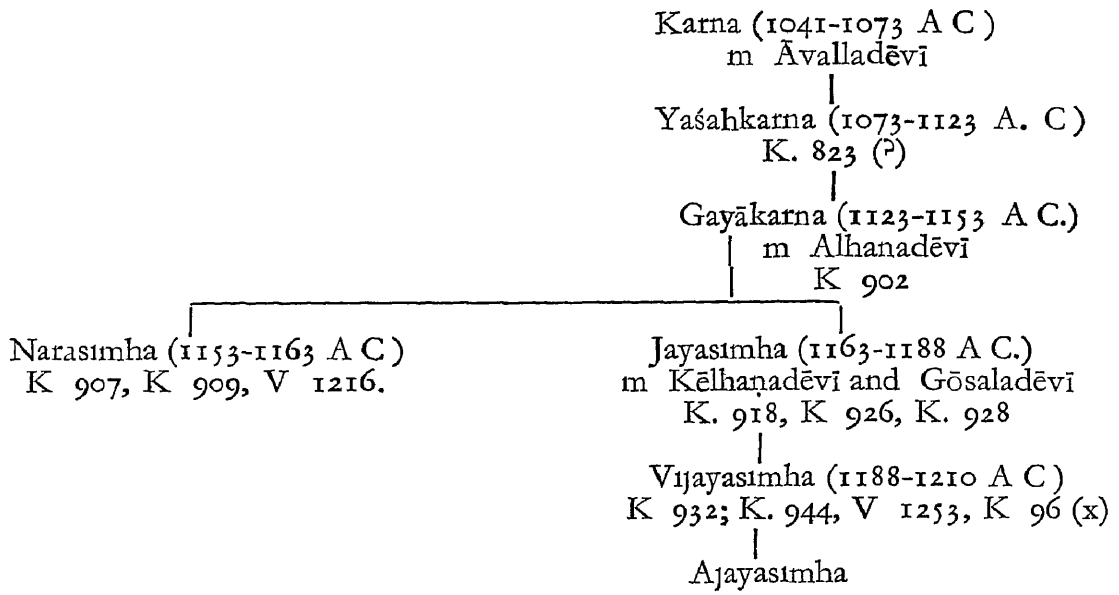 Karna (1041-1073 A C )
m Āvalladēvī
Yaśahkarna (1073-1123 A. C )
K. 823 (?)
Gayākarna (1123-1153 A C.)
m Alhanadēvī
K 902
Narasimha (1153-1163 A C )
K 907, K 909, V 1216.
Jayasimha (1163-1188 A C.)
m Kēlhaṇadēvī and Gōsaladēvī
K. 918, K 926, K. 928
Vijayasimha (1188-1210 A C )
K 932; K. 944, V 1253, K 96 (x)
Ajayasimha